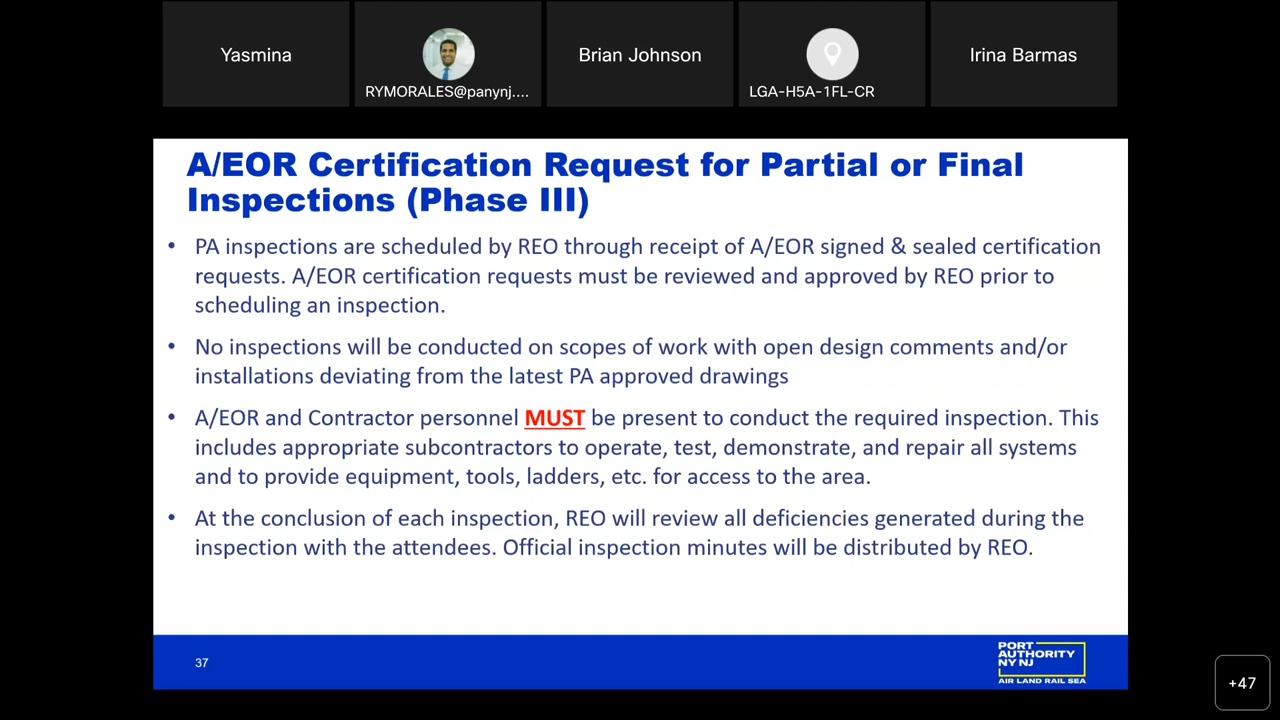 Yasmina
RYMORALES@panynj....
Brian Johnson
LGA-H5A-1FL-CR
Irina Barmas
A/EOR Certification Request for Partial or Final
Inspections (Phase III)
• PA inspections are scheduled by REO through receipt of A/EOR signed & sealed certification
requests. A/EOR certification requests must be reviewed and approved by REO prior to
scheduling an inspection.
• No inspections will be conducted on scopes of work with open design comments and/or
installations deviating from the latest PA approved drawings
• A/EOR and Contractor personnel MUST be present to conduct the required inspection. This
includes appropriate subcontractors to operate, test, demonstrate, and repair all systems
and to provide equipment, tools, ladders, etc. for access to the area.
• At the conclusion of each inspection, REO will review all deficiencies generated during the
inspection with the attendees. Official inspection minutes will be distributed by REO.
37
PORT
AUTHORITY
NY NJ
AIR LAND RAIL SEA
+47